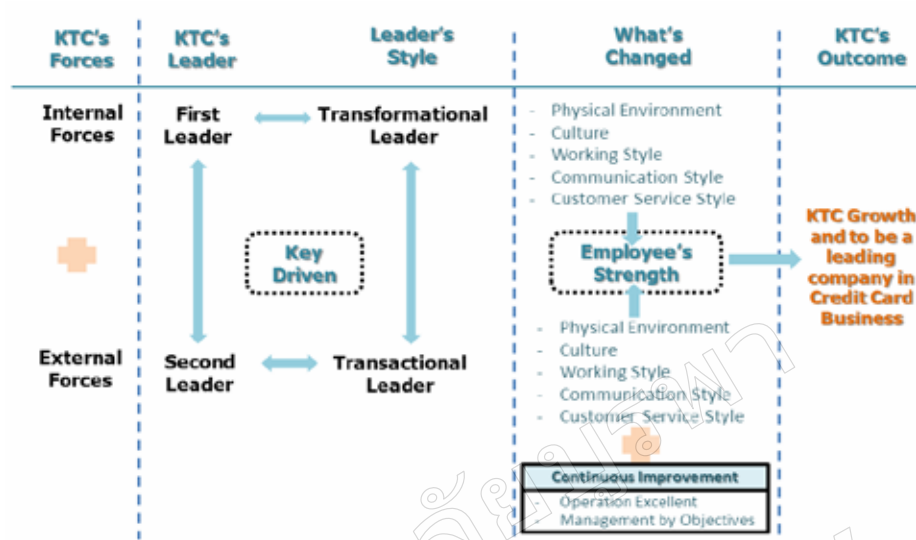 KTC's
Forces
KTC's
Leader
Leader's
Style
What's
Changed
KTC's
Outcome
Internal
Forces
First
Leader
Transformational
Leader
- Physical Environment
- Culture
- Working Style
- Communication Style
- Customer Service Style
Key
Driven
Employee's
Strength
KTC Growth
and to be a
leading
company in
Credit Card
Business
External
Forces
Second
Leader
Transactional
Leader
- Physical Environment
- Culture
- Working Style
- Communication Style
- Customer Service Style
Continuous Improvement
- Operation Excellent
- Management by Objectives